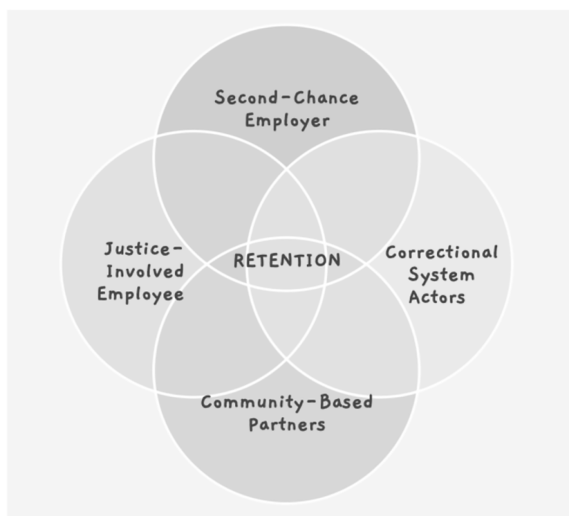 Second-Chance
Employer
Justice-
Involved
Employee
RETENTION
Correctional
System
Actors
Community-Based
Partners